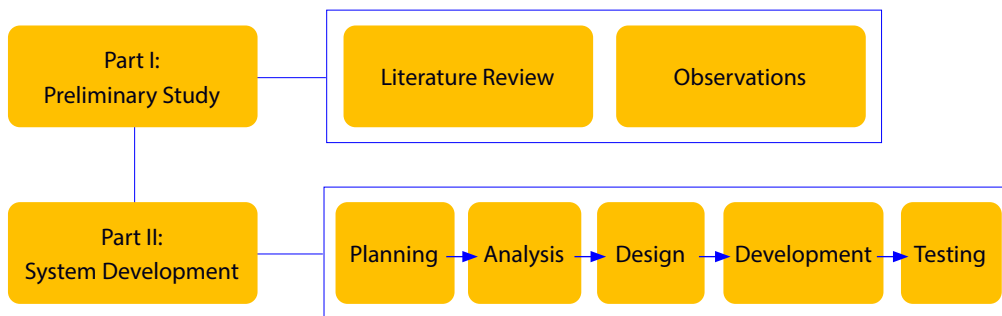 Part I:
Preliminary Study
Literature Review
Observations
Part II:
System Development
Planning
Analysis
Design
Development
Testing